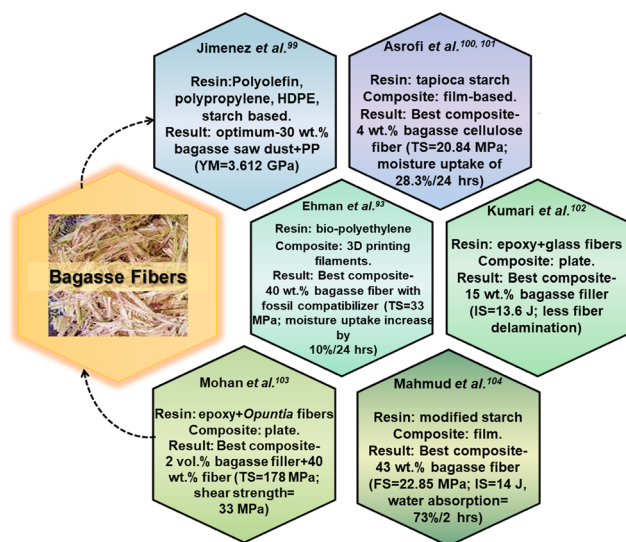 Jimenez et al.99
Resin:Polyolefin,
polypropylene, HDPE,
starch based.
Result: optimum-30 wt.%
bagasse saw dust+PP
(YM=3.612 GPa)
Asrofi et al.100, 101
Resin: tapioca starch
Composite: film-based.
Result: Best composite-
4 wt.% bagasse cellulose
fiber (TS=20.84 MPa;
moisture uptake of
28.3%/24 hrs)
Bagasse Fibers
Ehman et al.93
Resin: bio-polyethylene
Composite: 3D printing
filaments.
Result: Best composite-
40 wt.% bagasse fiber with
fossil compatibilizer (TS=33
MPa; moisture uptake increase
by
10%/24 hrs)
Kumari et al.102
Resin: epoxy+glass fibers
Composite: plate.
Result: Best composite-
15 wt.% bagasse filler
(IS=13.6 J; less fiber
delamination)
Mohan et al.103
Resin: epoxy+Opuntia fibers
Composite: plate.
Result: Best composite-
2 vol.% bagasse filler+40
wt.% fiber (TS=178 MPa;
shear strength=
33 MPa)
Mahmud et al.104
Resin: modified starch
Composite: film.
Result: Best composite-
43 wt.% bagasse fiber
(FS=22.85 MPa; IS=14 J,
water absorption=
73%/2 hrs)